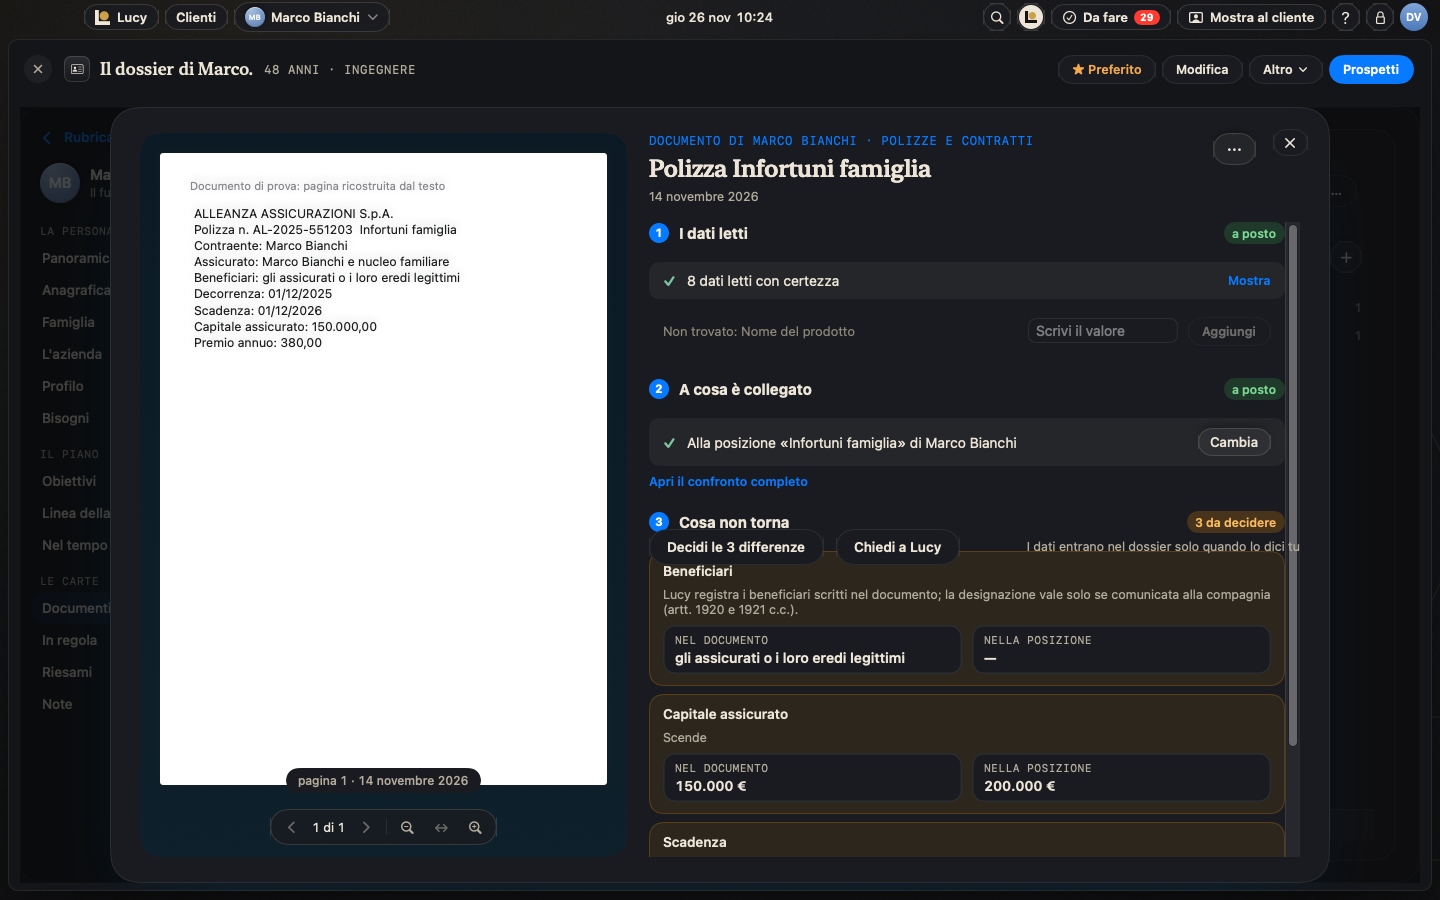 Lucy
Clienti
MB Marco Bianchi
gio 26 nov 10:24
Da fare 29
Mostra al cliente
?
DV
Il dossier di Marco. 48 ANNI · INGEGNERE
Preferito
Modifica
Altro
Prospetti
Rubrica
MB
Ma
Il fu
LA PERSONA
Panoramic
Anagrafica
Famiglia
L'azienda
Profilo
Bisogni
IL PIANO
Obiettivi
Linea della
Nel tempo
LE CARTE
Documenti
In regola
Riesami
Note
Documento di prova: pagina ricostruita dal testo
ALLEANZA ASSICURAZIONI S.p.A.
Polizza n. AL-2025-551203 Infortuni famiglia
Contraente: Marco Bianchi
Assicurato: Marco Bianchi e nucleo familiare
Beneficiari: gli assicurati o i loro eredi legittimi
Decorrenza: 01/12/2025
Scadenza: 01/12/2026
Capitale assicurato: 150.000,00
Premio annuo: 380,00
pagina 1 · 14 novembre 2026
1 di 1
DOCUMENTO DI MARCO BIANCHI · POLIZZE E CONTRATTI
Polizza Infortuni famiglia
14 novembre 2026
1 I dati letti
a posto
8 dati letti con certezza
Mostra
Non trovato: Nome del prodotto
Scrivi il valore
Aggiungi
2 A cosa è collegato
a posto
Alla posizione «Infortuni famiglia» di Marco Bianchi
Cambia
Apri il confronto completo
3 Cosa non torna
3 da decidere
Decidi le 3 differenze
Chiedi a Lucy
I dati entrano nel dossier solo quando lo dici tu
Beneficiari
Lucy registra i beneficiari scritti nel documento; la designazione vale solo se comunicata alla compagnia
(artt. 1920 e 1921 c.c.).
NEL DOCUMENTO
gli assicurati o i loro eredi legittimi
NELLA POSIZIONE
—
Capitale assicurato
Scende
NEL DOCUMENTO
150.000 €
NELLA POSIZIONE
200.000 €
Scadenza
1
1